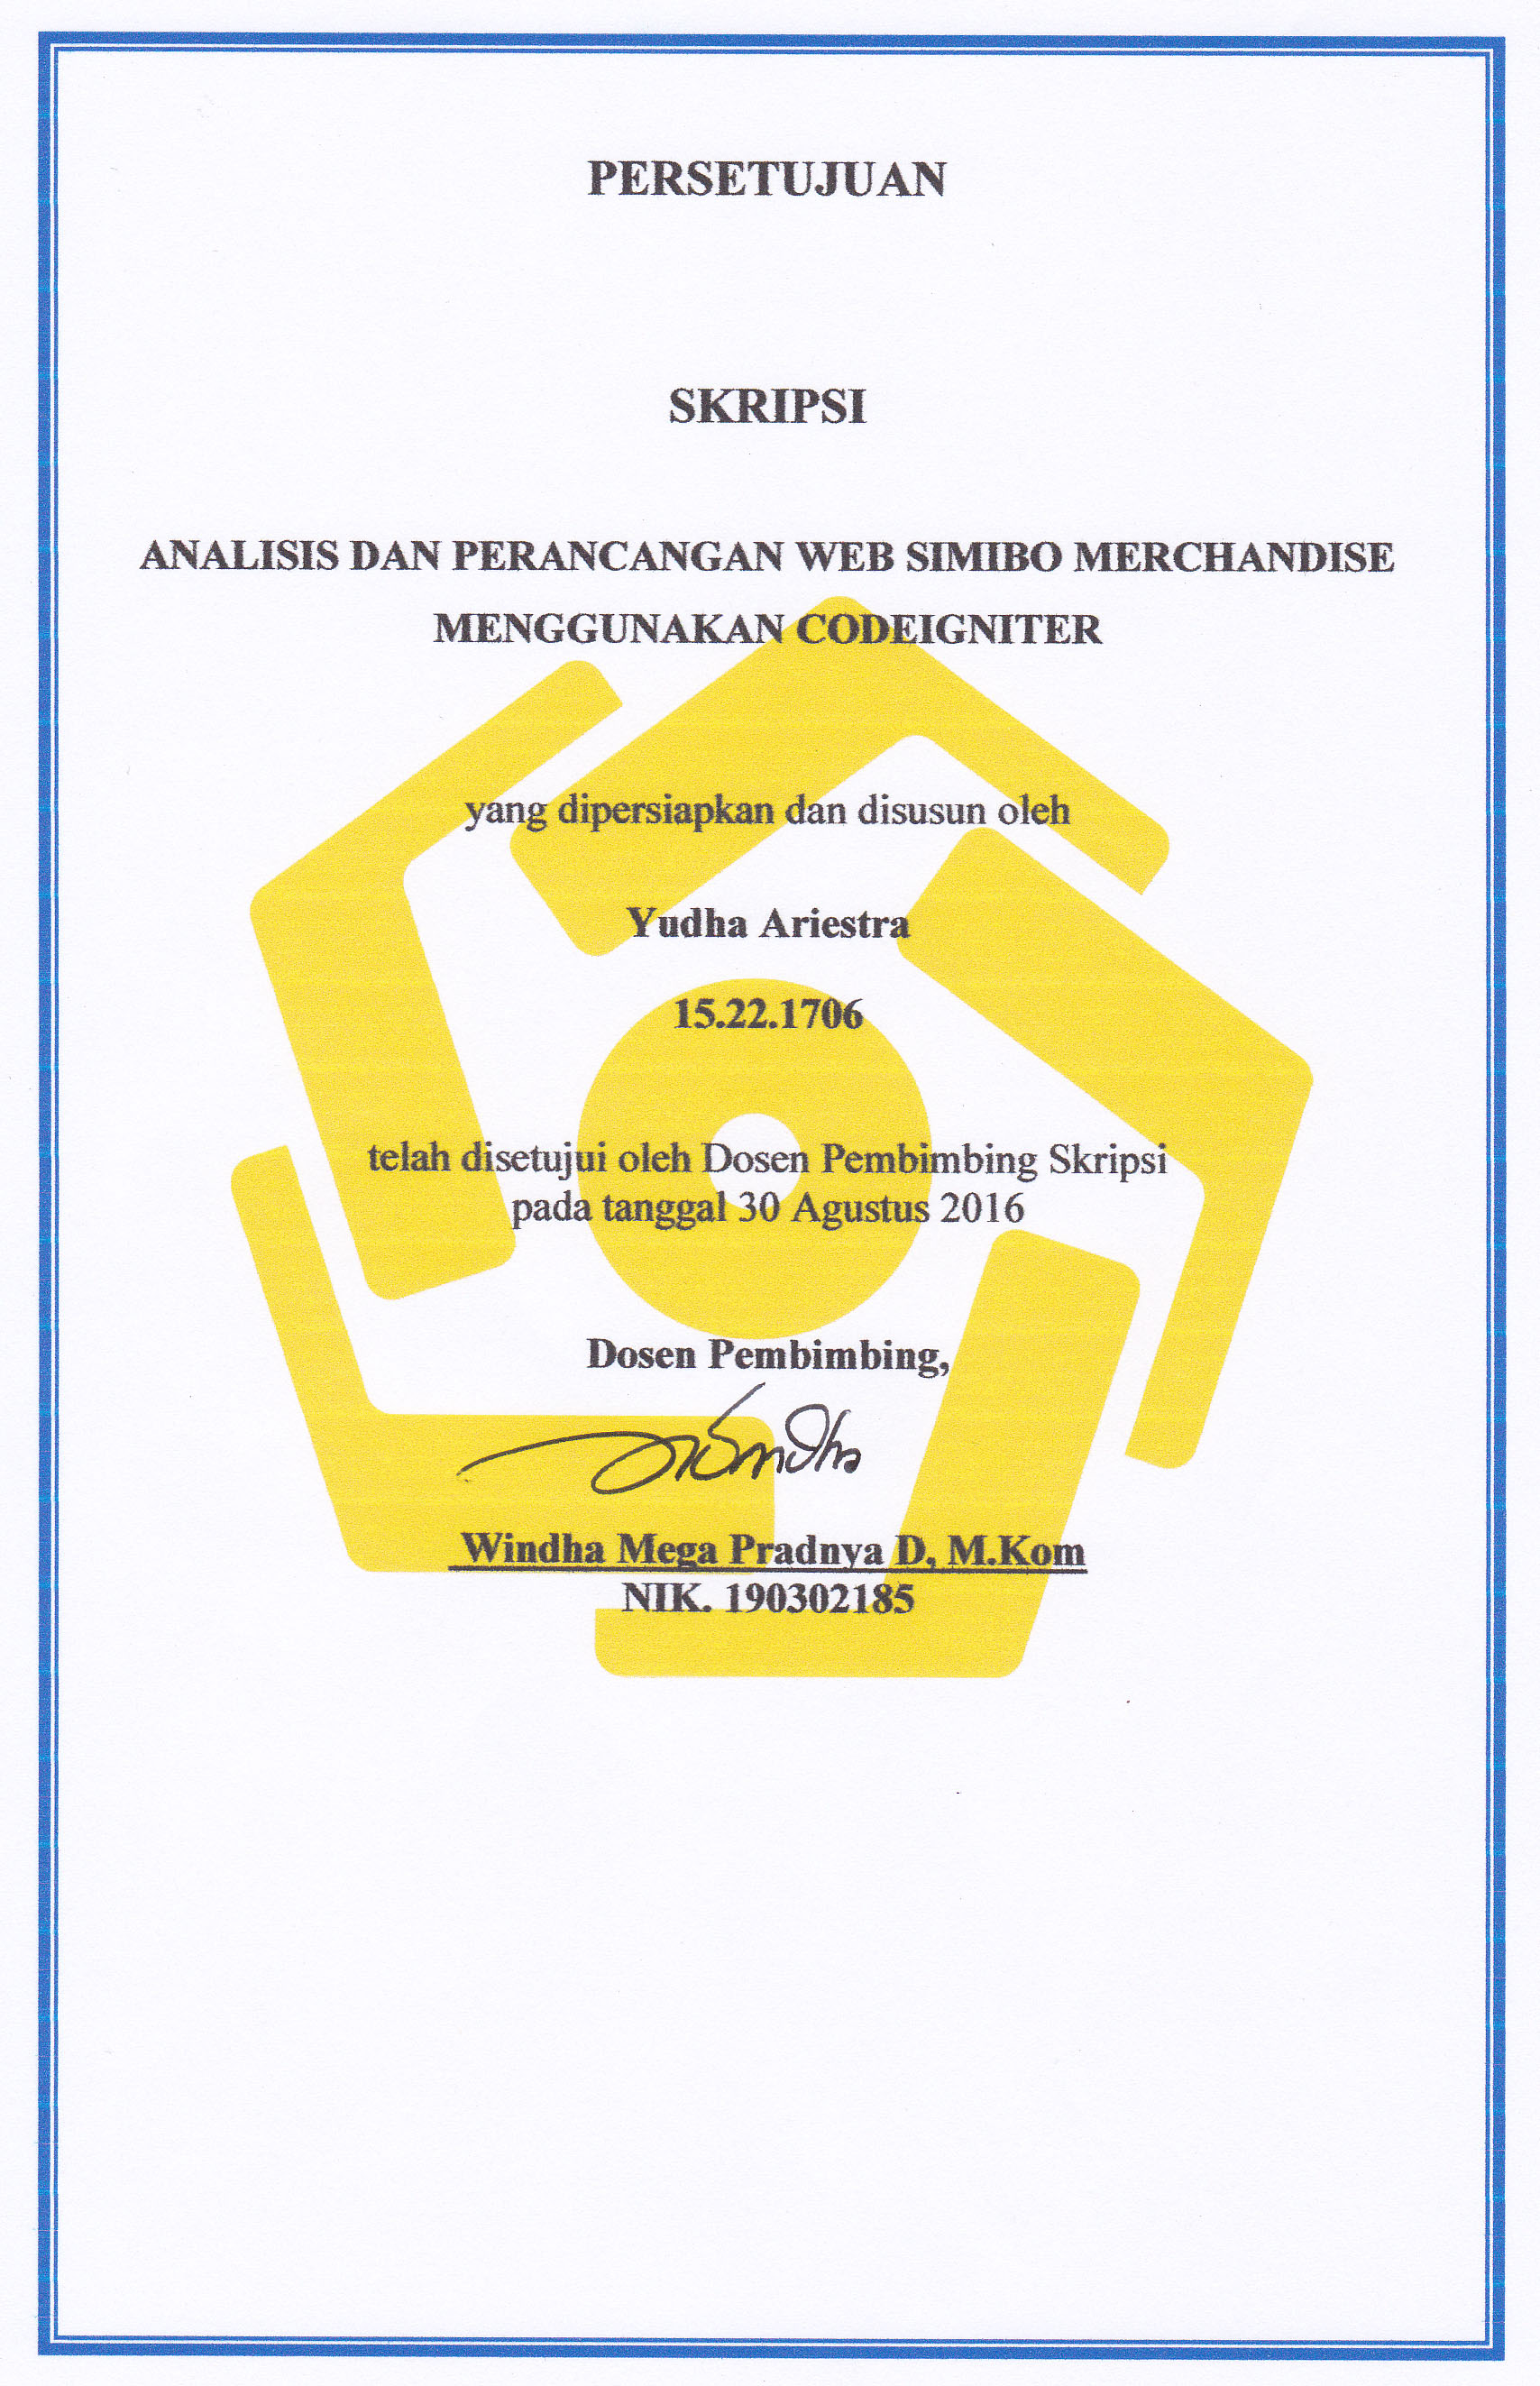 PERSETUJUAN
SKRIPSI
ANALISIS DAN PERANCANGAN WEB SIMIBO MERCHANDISE
MENGGUNAKAN CODEIGNITER
yang dipersiapkan dan disusun oleh
Yudha Ariestra
15.22.1706
telah disetujui oleh Dosen Pembimbing Skripsi
pada tanggal 30 Agustus 2016
Dosen Pembimbing,
Windha Mega Pradnya D, M.Kom
NIK. 190302185